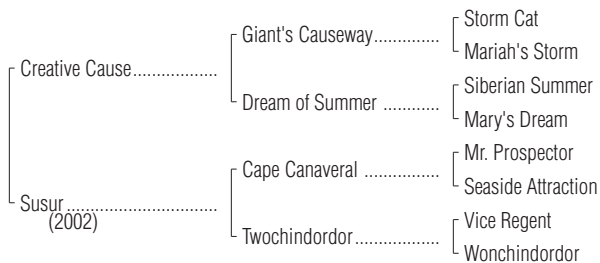 Storm Cat
Giant's Causeway..............
Mariah's Storm
Creative Cause..................
Siberian Summer
Dream of Summer ............
Mary's Dream
Mr. Prospector
Cape Canaveral ................
Seaside Attraction
Susur................................
(2002)
Vice Regent
Twochindordor..................
Wonchindordor